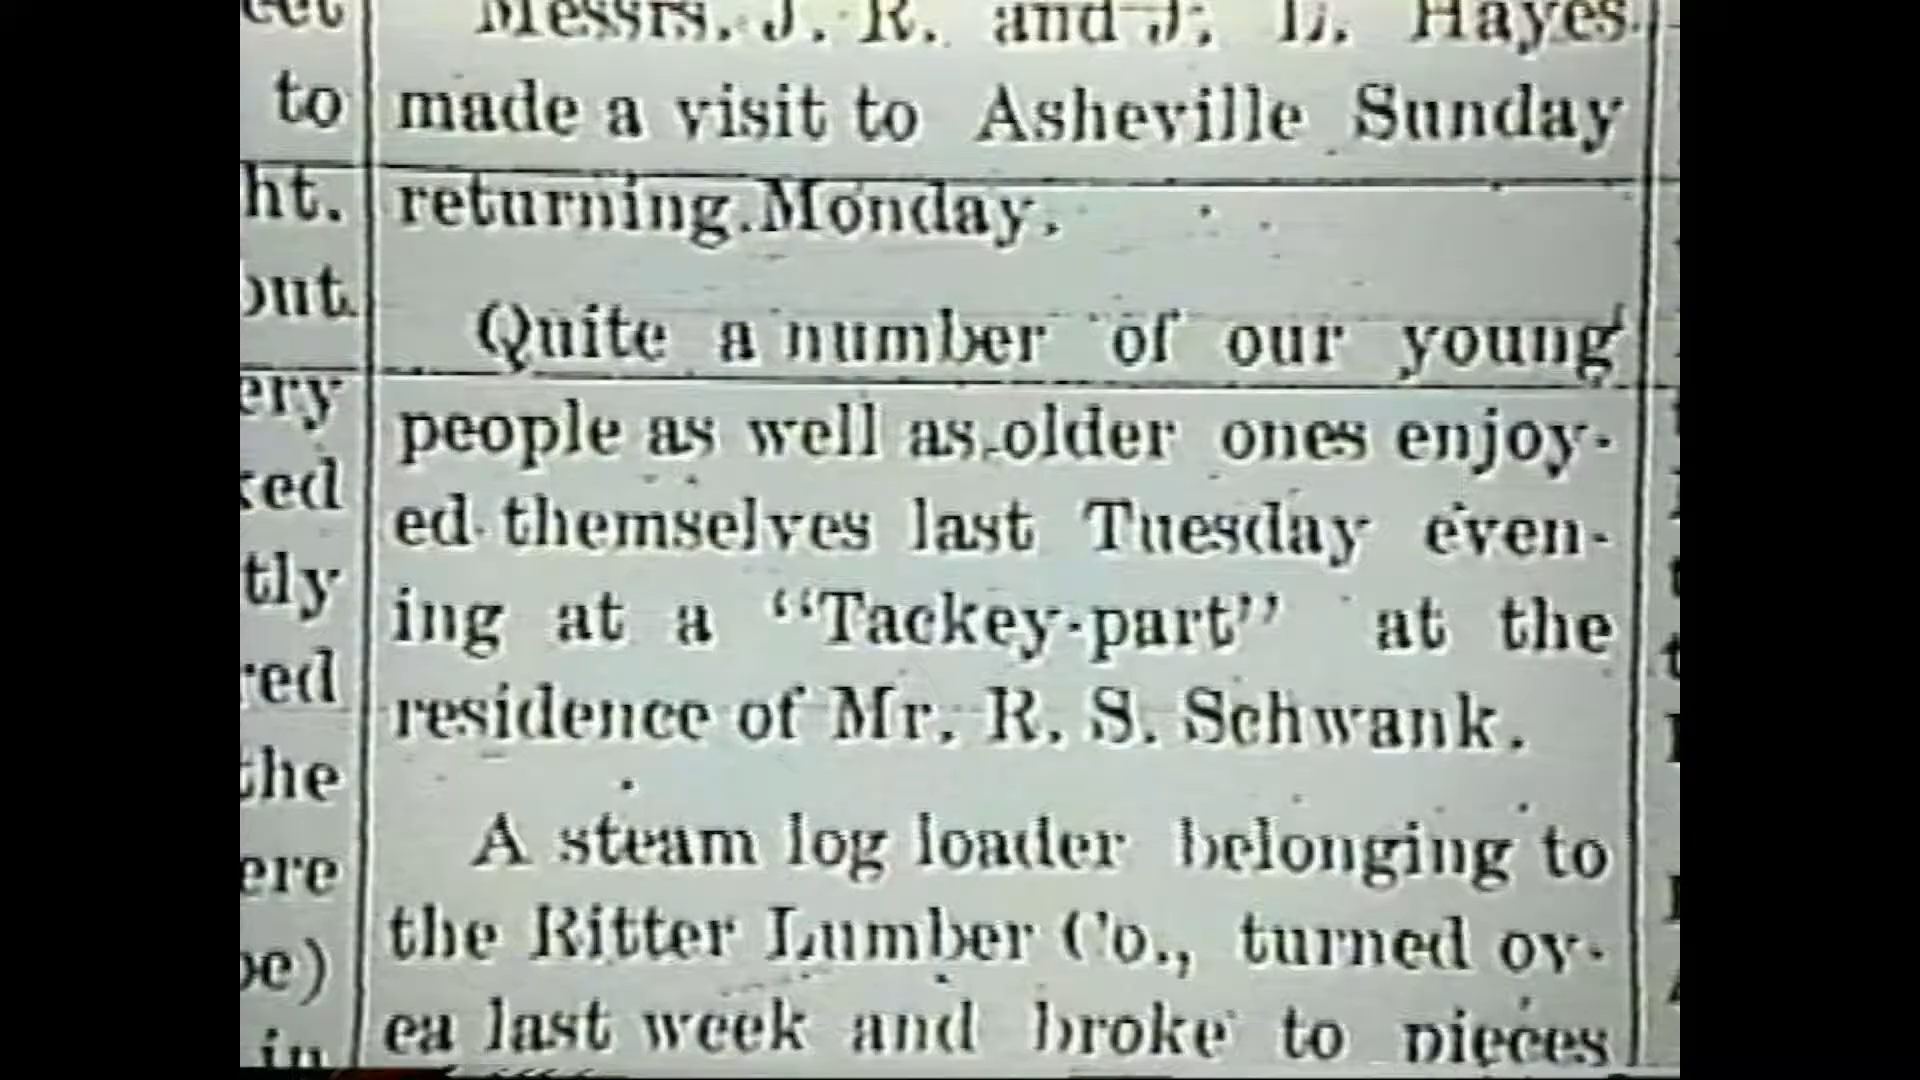 eet
to
ht.
out
ery
ked
tly
red
the
ere
be)
in
Messrs. J. R. and J. L. Hayes
made a visit to Asheville Sunday
returning Monday.
Quite a number of our young
people as well as older ones enjoy-
ed themselves last Tuesday even-
ing at a “Tackey-part” at the
residence of Mr. R. S. Schwank.
A steam log loader belonging to
the Ritter Lumber Co., turned ov-
ea last week and broke to pieces